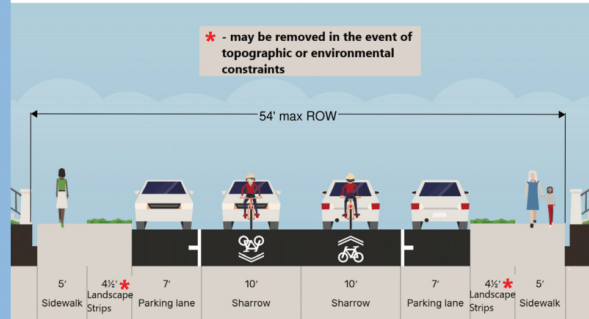 * - may be removed in the event of
topographic or environmental
constraints
54' max ROW
5'
Sidewalk
4½' *
Landscape
Strips
7'
Parking lane
10'
Sharrow
10'
Sharrow
7'
Parking lane
4½' *
Landscape
Strips
5'
Sidewalk